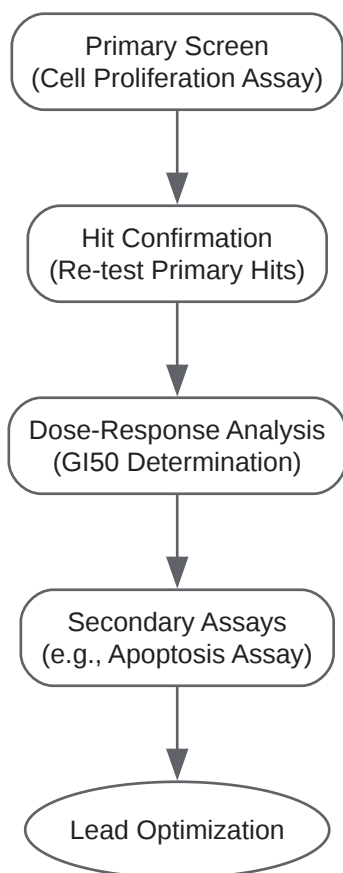 Primary Screen
(Cell Proliferation Assay)
Hit Confirmation
(Re-test Primary Hits)
Dose-Response Analysis
(GI50 Determination)
Secondary Assays
(e.g., Apoptosis Assay)
Lead Optimization